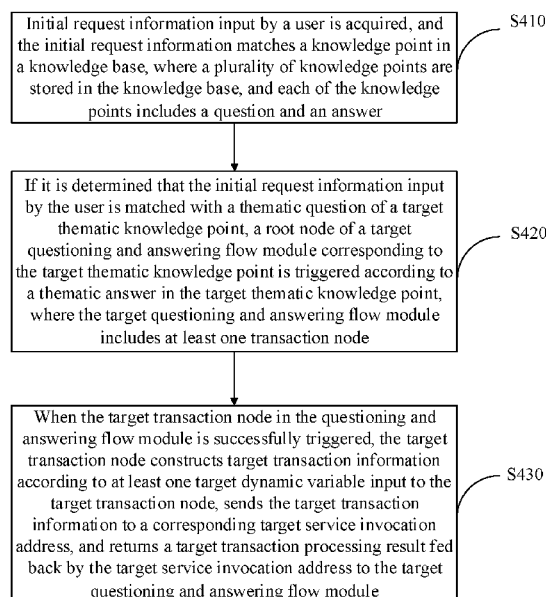 Initial request information input by a user is acquired, and
the initial request information matches a knowledge point in
a knowledge base, where a plurality of knowledge points are
stored in the knowledge base, and each of the knowledge
points includes a question and an answer
S410
If it is determined that the initial request information input
by the user is matched with a thematic question of a target
thematic knowledge point, a root node of a target
questioning and answering flow module corresponding to
the target thematic knowledge point is triggered according to
a thematic answer in the target thematic knowledge point,
where the target questioning and answering flow module
includes at least one transaction node
S420
When the target transaction node in the questioning and
answering flow module is successfully triggered, the target
transaction node constructs target transaction information
according to at least one target dynamic variable input to the
target transaction node, sends the target transaction
information to a corresponding target service invocation
address, and returns a target transaction processing result fed
back by the target service invocation address to the target
questioning and answering flow module
S430